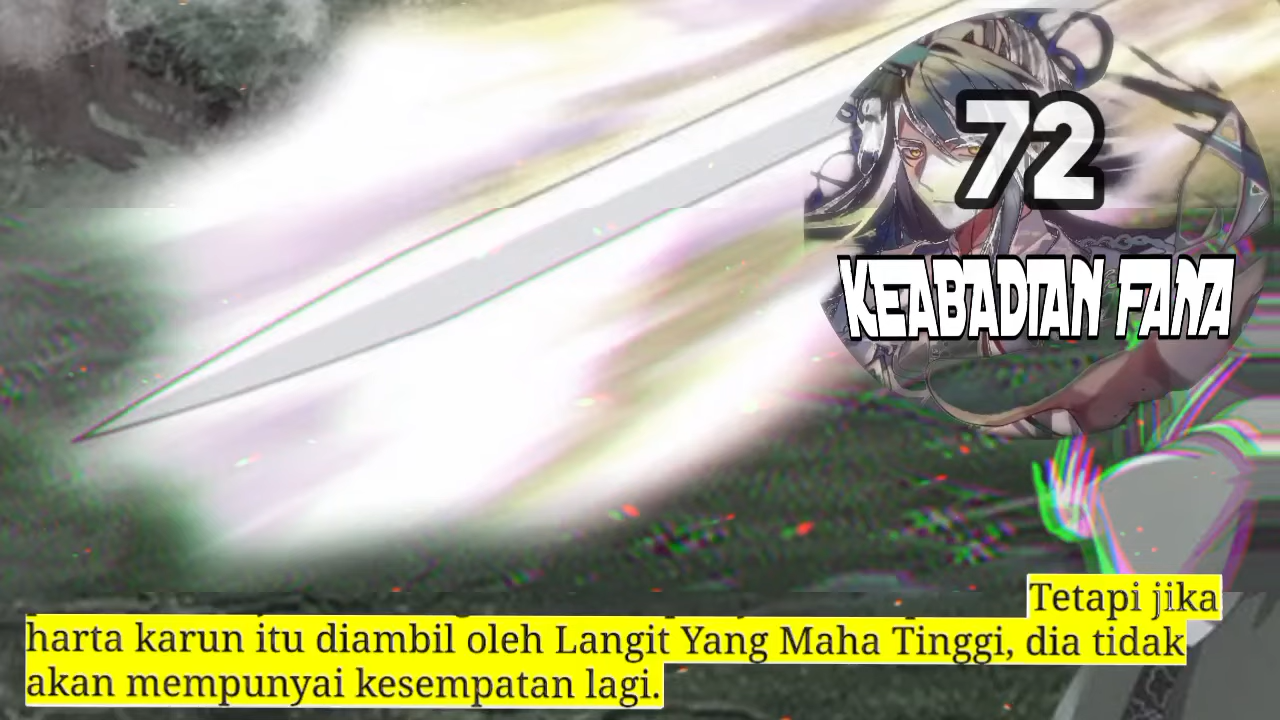 72
KEABADIAN FANA
Tetapi jika
harta karun itu diambil oleh Langit Yang Maha Tinggi, dia tidak
akan mempunyai kesempatan lagi.